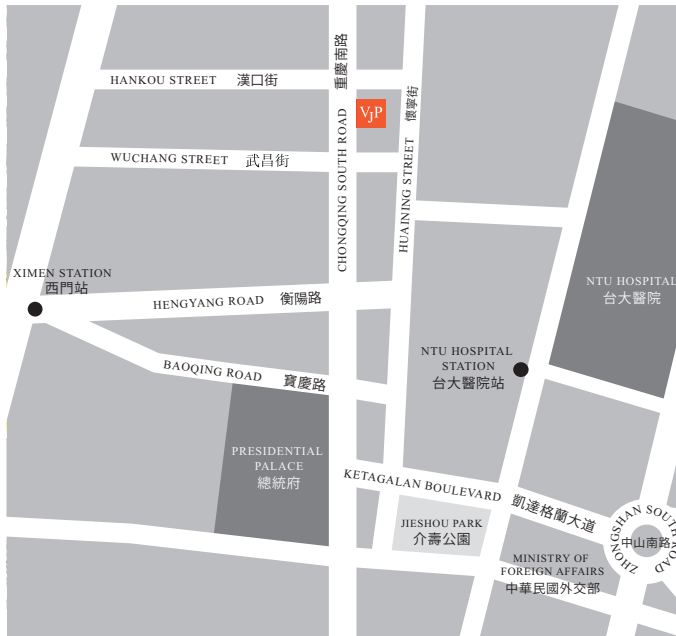 HANKOU STREET 漢口街
重慶南路
CHONGQING SOUTH ROAD
VJP
懷寧街
HUAINING STREET
WUCHANG STREET 武昌街
XIMEN STATION
西門站
HENGYANG ROAD 衡陽路
NTU HOSPITAL
台大醫院
NTU HOSPITAL
STATION
台大醫院站
BAOQING ROAD 寶慶路
PRESIDENTIAL
PALACE
總統府
KETAGALAN BOULEVARD 凱達格蘭大道
JIESHOU PARK
介壽公園
ZHONGSHAN SOUTH ROAD
中山南路
MINISTRY OF
FOREIGN AFFAIRS
中華民國外交部